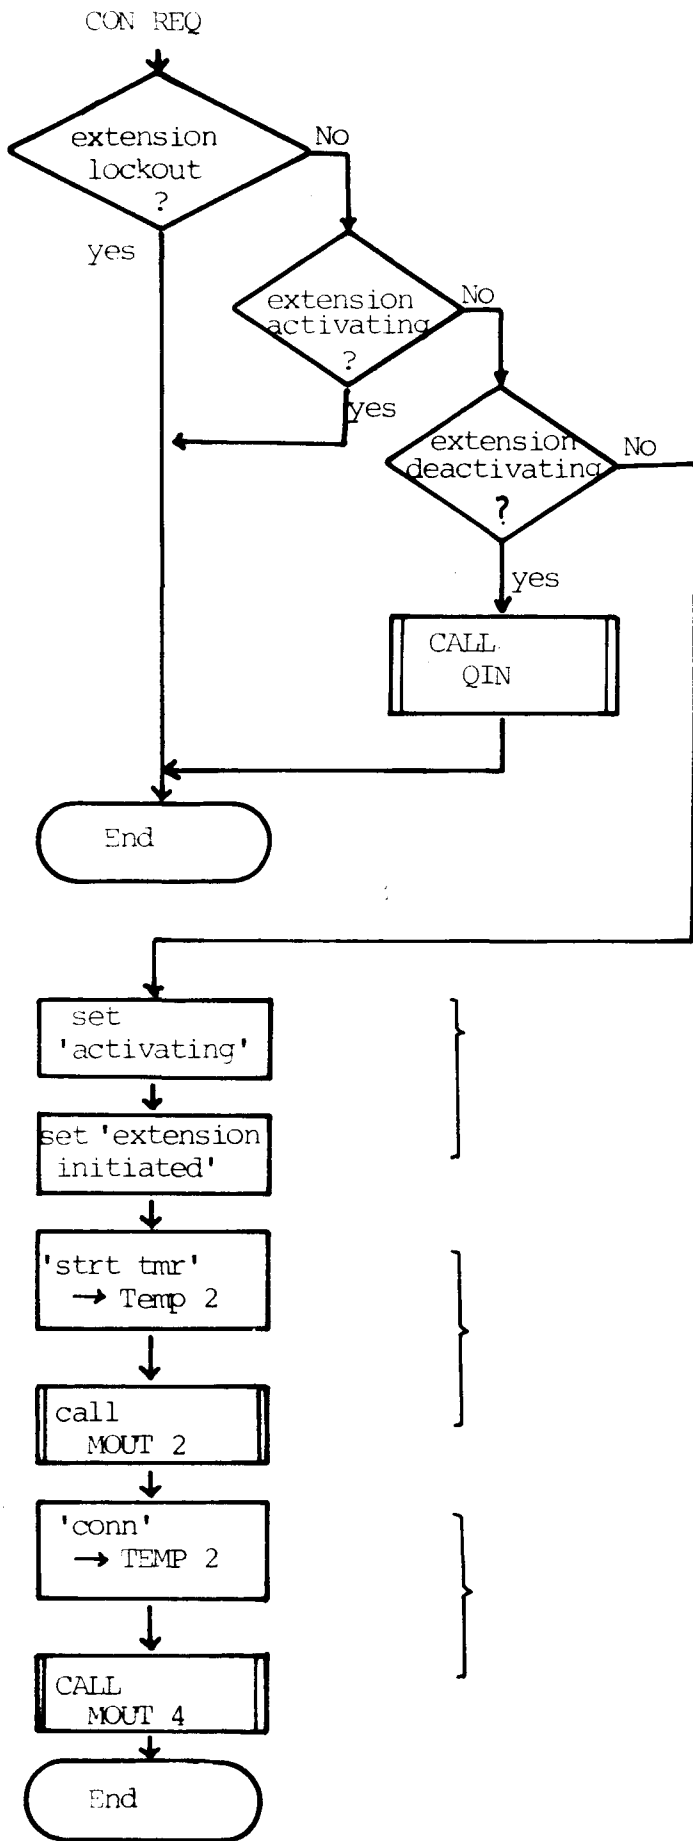 CON REQ
extension
lockout
?
No
yes
extension
activating
?
No
yes
extension
deactivating
?
No
yes
CALL
QIN
End
set
'activating'
set 'extension
initiated'
'strt tmr'
→ Temp 2
call
MOUT 2
'conn'
→ TEMP 2
CALL
MOUT 4
End